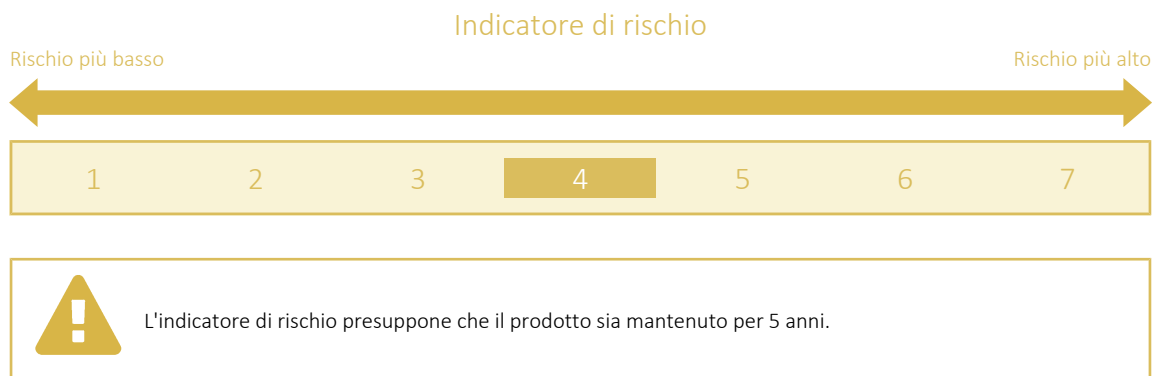 Indicatore di rischio
Rischio più basso Rischio più alto
1 2 3 4 5 6 7
L'indicatore di rischio presuppone che il prodotto sia mantenuto per 5 anni.